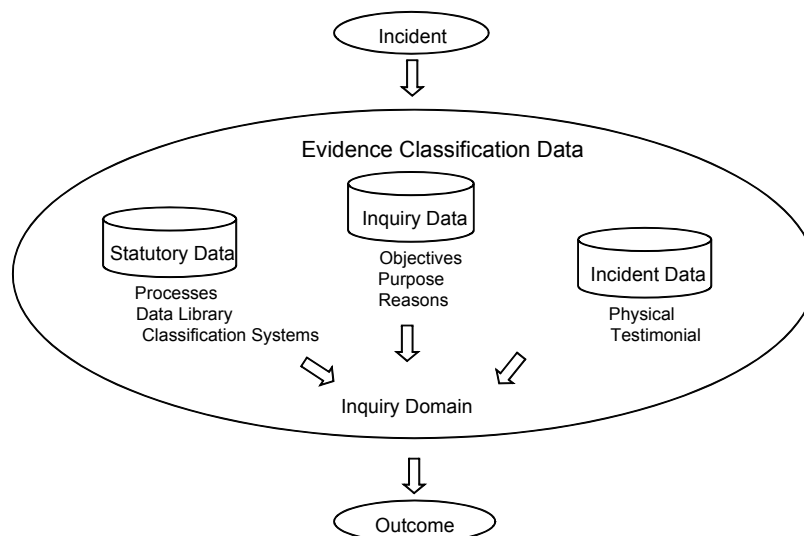 Incident
Evidence Classification Data
Inquiry Data
Objectives
Purpose
Reasons
Statutory Data
Processes
Data Library
Classification Systems
Incident Data
Physical
Testimonial
Inquiry Domain
Outcome